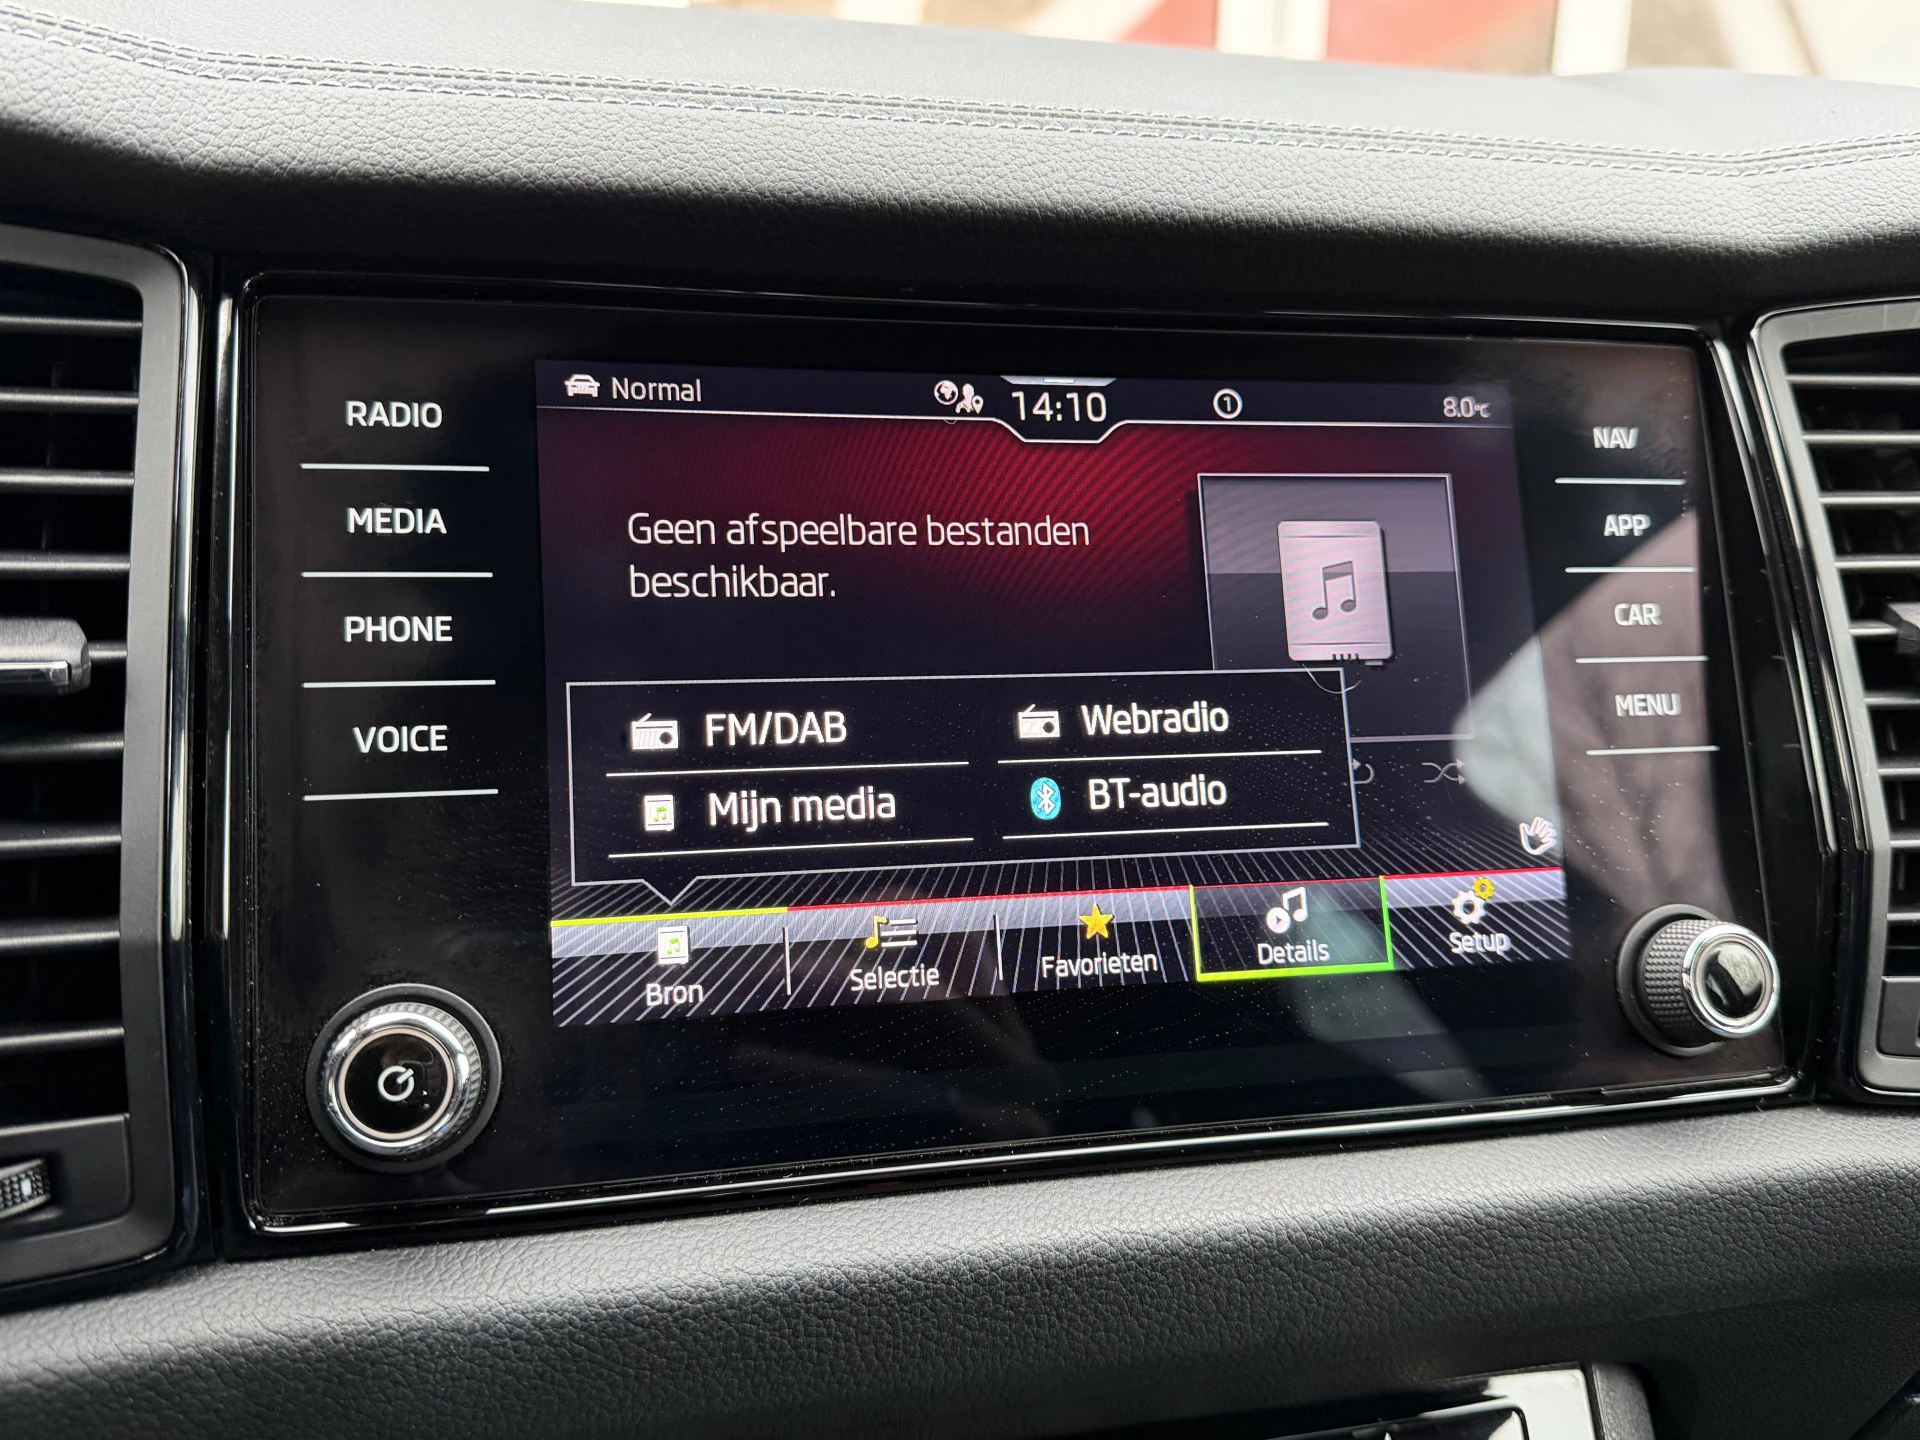 RADIO
MEDIA
PHONE
VOICE
Normal
14:10
1
8.0°C
Geen afspeelbare bestanden
beschikbaar.
FM/DAB
Webradio
Mijn media
BT-audio
Bron
Selectie
Favorieten
Details
Setup
NAV
APP
CAR
MENU